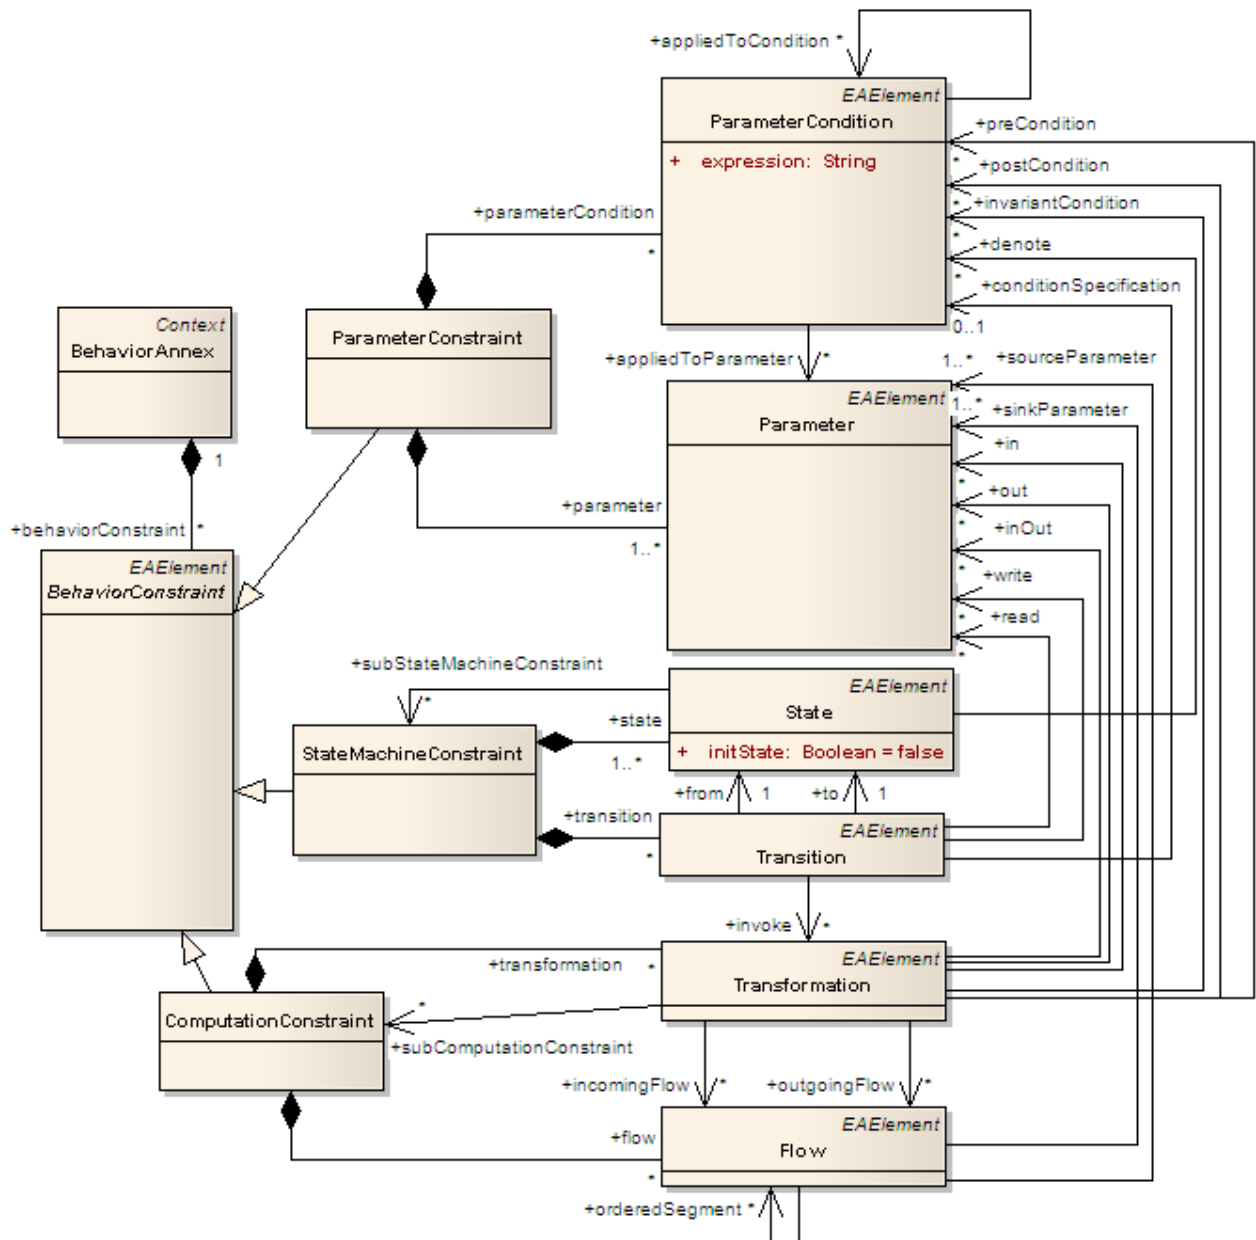 +appliedToCondition *
EAElement
ParameterCondition
+ expression: String
+preCondition
*
+postCondition
*
+invariantCondition
*
+denote
*
+conditionSpecification
0..1
+parameterCondition
*
Context
BehaviorAnnex
1
ParameterConstraint
+appliedToParameter *
1..* +sourceParameter
EAElement
Parameter
1..* +sinkParameter
+in
*
+out
*
+inOut
*
+write
*
+read
*
+parameter
1..*
+behaviorConstraint *
EAElement
BehaviorConstraint
+subStateMachineConstraint
*
EAElement
State
+ initState: Boolean = false
+state
1..*
StateMachineConstraint
+from 1
+to 1
+transition
*
EAElement
Transition
+invoke *
+transformation *
EAElement
Transformation
ComputationConstraint
*
+subComputationConstraint
+incomingFlow *
+outgoingFlow *
+flow
*
EAElement
Flow
+orderedSegment *